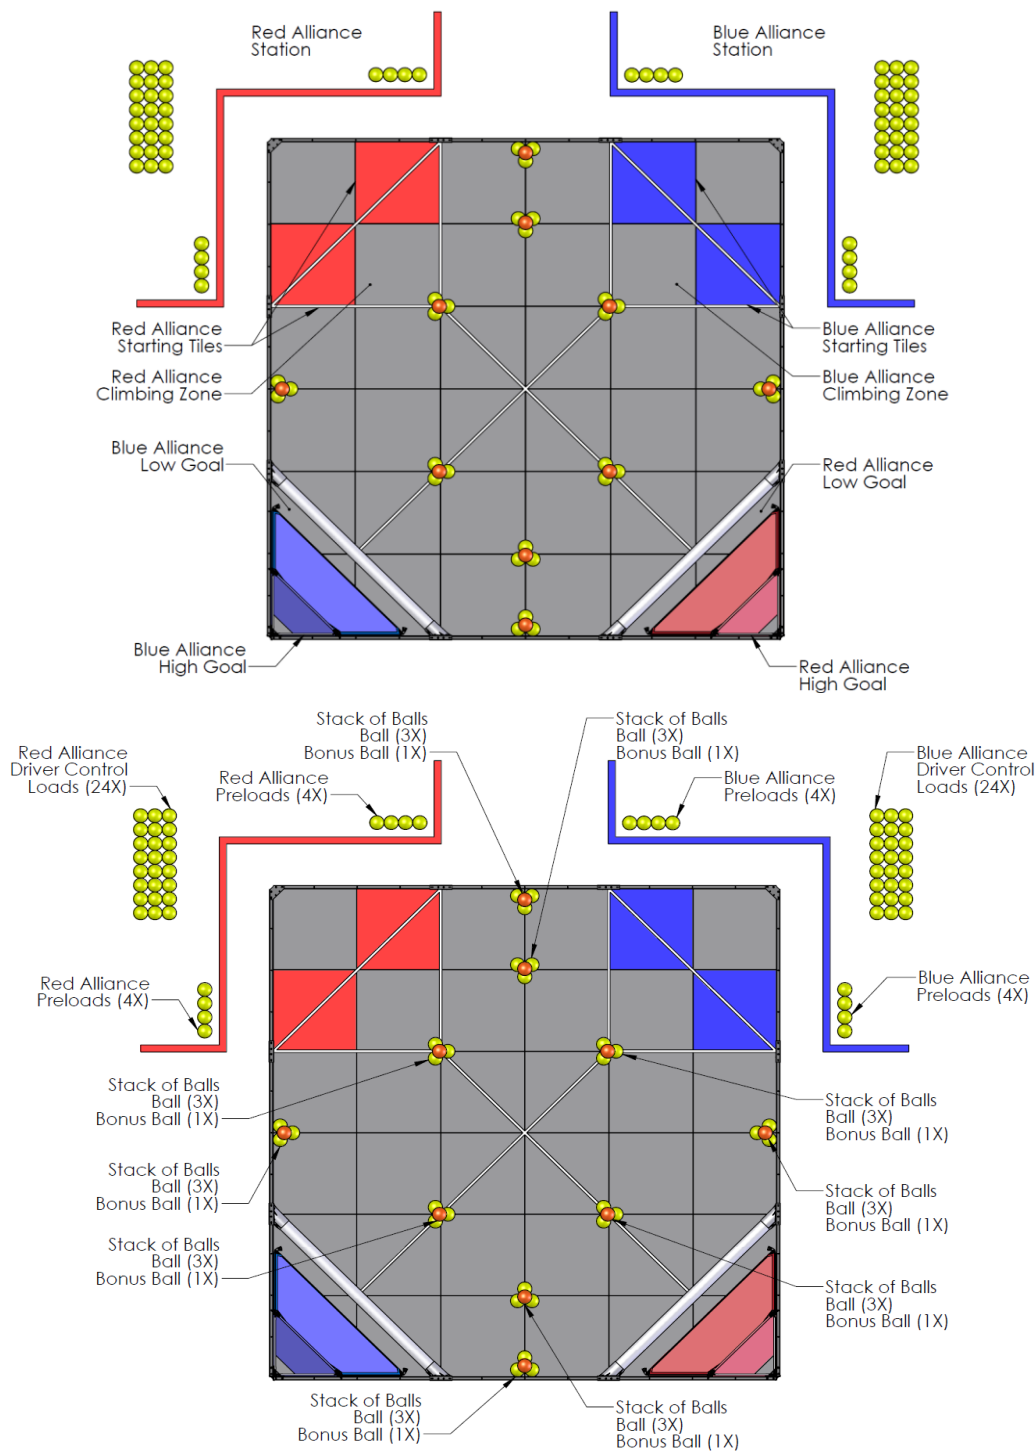 Red Alliance
Station
Blue Alliance
Station
Red Alliance
Starting Tiles
Blue Alliance
Starting Tiles
Red Alliance
Climbing Zone
Blue Alliance
Climbing Zone
Blue Alliance
Low Goal
Red Alliance
Low Goal
Blue Alliance
High Goal
Red Alliance
High Goal
Stack of Balls
Ball (3X)
Bonus Ball (1X)
Stack of Balls
Ball (3X)
Bonus Ball (1X)
Red Alliance
Driver Control
Loads (24X)
Red Alliance
Preloads (4X)
Blue Alliance
Preloads (4X)
Blue Alliance
Driver Control
Loads (24X)
Red Alliance
Preloads (4X)
Blue Alliance
Preloads (4X)
Stack of Balls
Ball (3X)
Bonus Ball (1X)
Stack of Balls
Ball (3X)
Bonus Ball (1X)
Stack of Balls
Ball (3X)
Bonus Ball (1X)
Stack of Balls
Ball (3X)
Bonus Ball (1X)
Stack of Balls
Ball (3X)
Bonus Ball (1X)
Stack of Balls
Ball (3X)
Bonus Ball (1X)
Stack of Balls
Ball (3X)
Bonus Ball (1X)
Stack of Balls
Ball (3X)
Bonus Ball (1X)